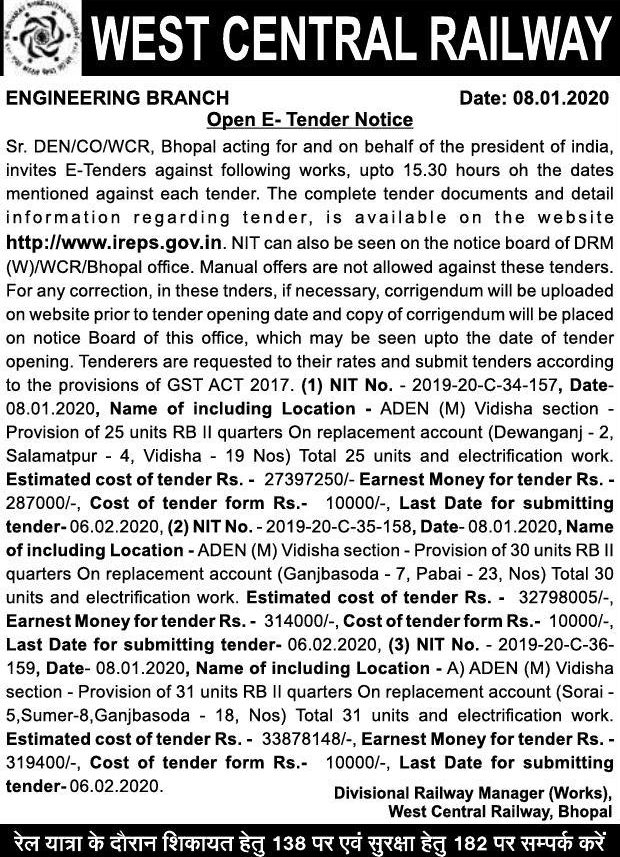 WEST CENTRAL RAILWAY
ENGINEERING BRANCH Date: 08.01.2020
Open E- Tender Notice
Sr. DEN/CO/WCR, Bhopal acting for and on behalf of the president of india,
invites E-Tenders against following works, upto 15.30 hours oh the dates
mentioned against each tender. The complete tender documents and detail
information regarding tender, is available on the website
http://www.ireps.gov.in. NIT can also be seen on the notice board of DRM
(W)/WCR/Bhopal office. Manual offers are not allowed against these tenders.
For any correction, in these tnders, if necessary, corrigendum will be uploaded
on website prior to tender opening date and copy of corrigendum will be placed
on notice Board of this office, which may be seen upto the date of tender
opening. Tenderers are requested to their rates and submit tenders according
to the provisions of GST ACT 2017. (1) NIT No. - 2019-20-C-34-157, Date-
08.01.2020, Name of including Location - ADEN (M) Vidisha section -
Provision of 25 units RB II quarters On replacement account (Dewanganj - 2,
Salamatpur - 4, Vidisha - 19 Nos) Total 25 units and electrification work.
Estimated cost of tender Rs. - 27397250/- Earnest Money for tender Rs. -
287000/-, Cost of tender form Rs.- 10000/-, Last Date for submitting
tender- 06.02.2020, (2) NIT No. - 2019-20-C-35-158, Date- 08.01.2020, Name
of including Location - ADEN (M) Vidisha section - Provision of 30 units RB II
quarters On replacement account (Ganjbasoda - 7, Pabai - 23, Nos) Total 30
units and electrification work. Estimated cost of tender Rs. - 32798005/-,
Earnest Money for tender Rs. - 314000/-, Cost of tender form Rs.- 10000/-,
Last Date for submitting tender- 06.02.2020, (3) NIT No. - 2019-20-C-36-
159, Date- 08.01.2020, Name of including Location - A) ADEN (M) Vidisha
section - Provision of 31 units RB II quarters On replacement account (Sorai -
5,Sumer-8,Ganjbasoda - 18, Nos) Total 31 units and electrification work.
Estimated cost of tender Rs. - 33878148/-, Earnest Money for tender Rs. -
319400/-, Cost of tender form Rs.- 10000/-, Last Date for submitting
tender- 06.02.2020.
Divisional Railway Manager (Works),
West Central Railway, Bhopal
रेल यात्रा के दौरान शिकायत हेतु 138 पर एवं सुरक्षा हेतु 182 पर सम्पर्क करें